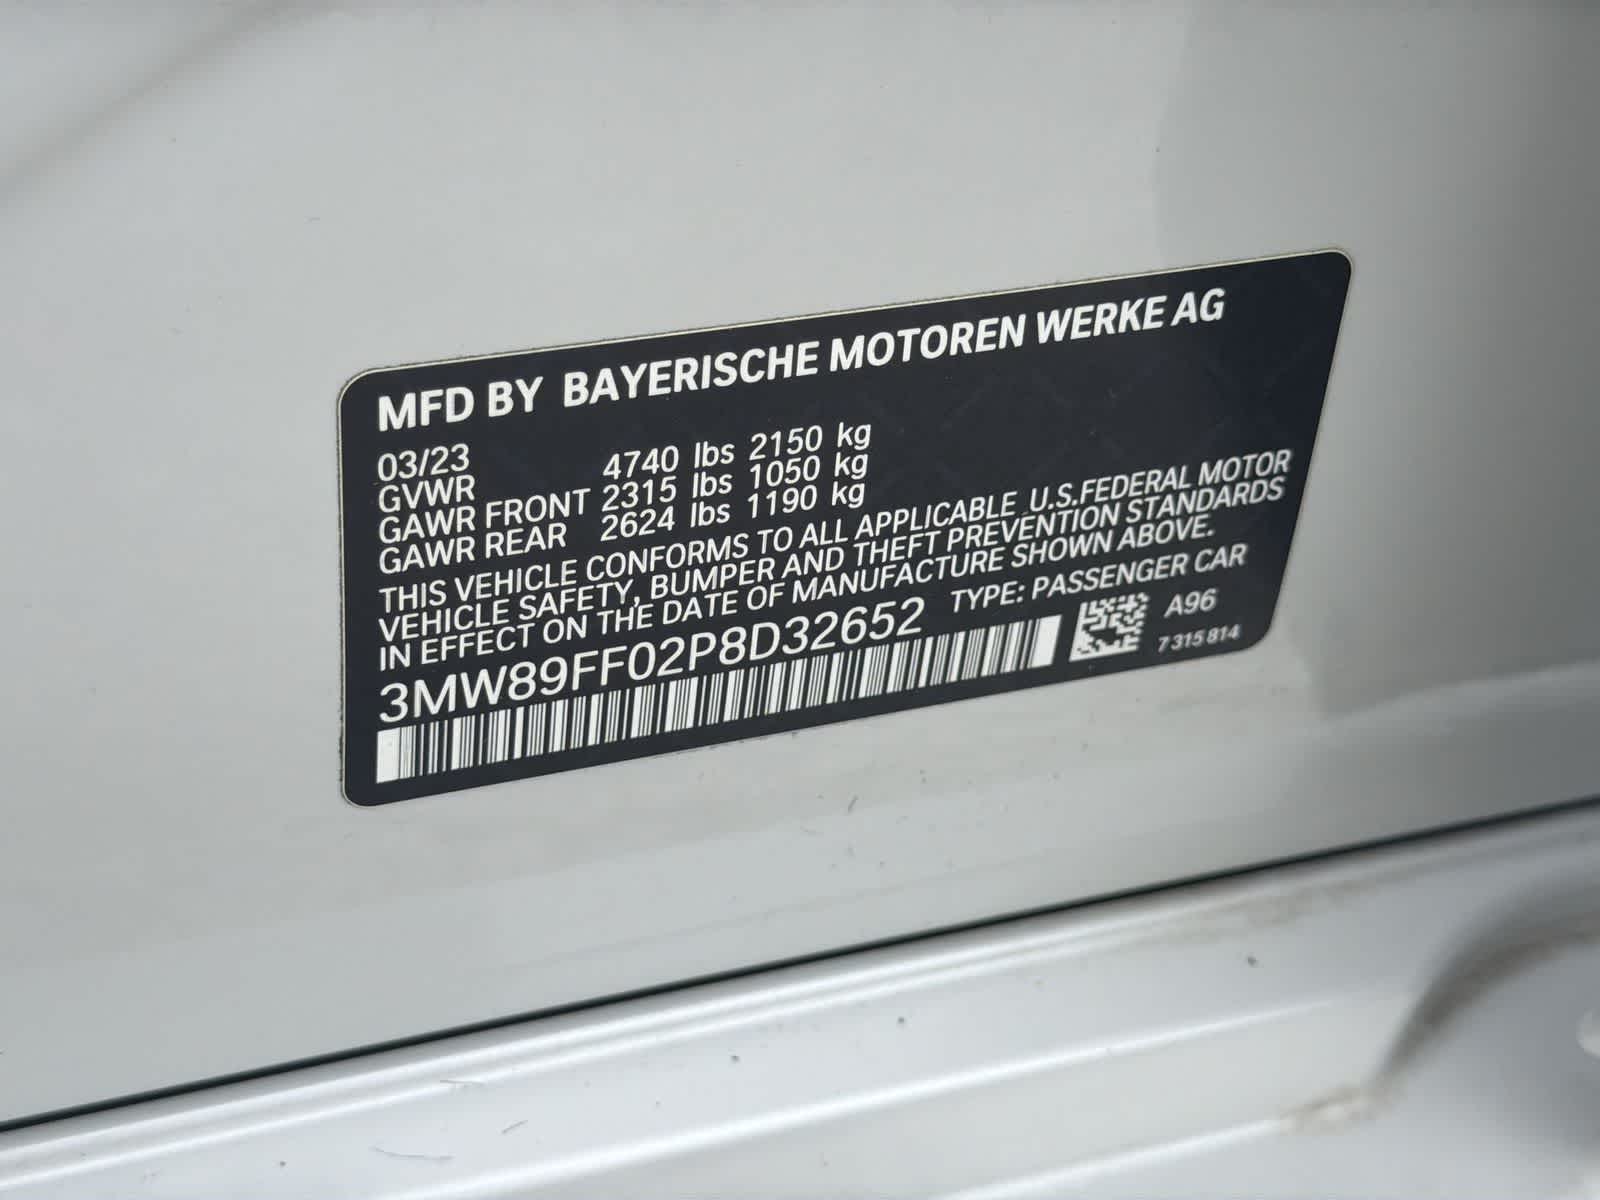 MFD BY BAYERISCHE MOTOREN WERKE AG
03/23
GVWR 4740 lbs 2150 kg
GAWR FRONT 2315 lbs 1050 kg
GAWR REAR 2624 lbs 1190 kg
THIS VEHICLE CONFORMS TO ALL APPLICABLE U.S.FEDERAL MOTOR
VEHICLE SAFETY, BUMPER AND THEFT PREVENTION STANDARDS
IN EFFECT ON THE DATE OF MANUFACTURE SHOWN ABOVE.
3MW89FF02P8D32652 TYPE: PASSENGER CAR
A96
7 315 814